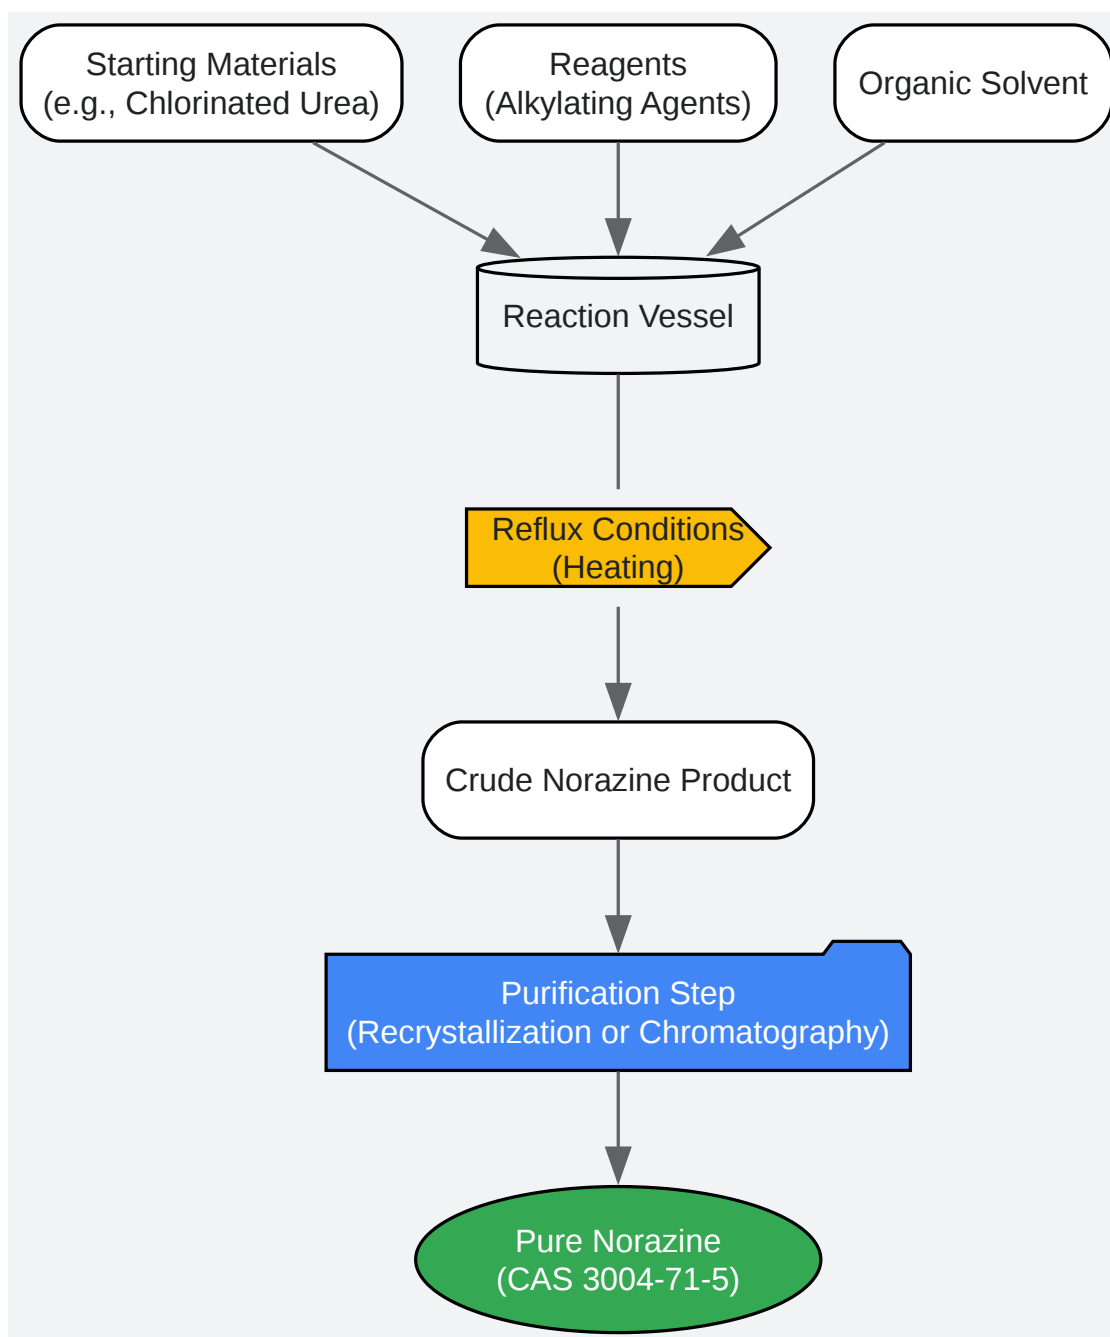 Starting Materials
(e.g., Chlorinated Urea)
Reagents
(Alkylating Agents)
Organic Solvent
Reaction Vessel
Reflux Conditions
(Heating)
Crude Norazine Product
Purification Step
(Recrystallization or Chromatography)
Pure Norazine
(CAS 3004-71-5)